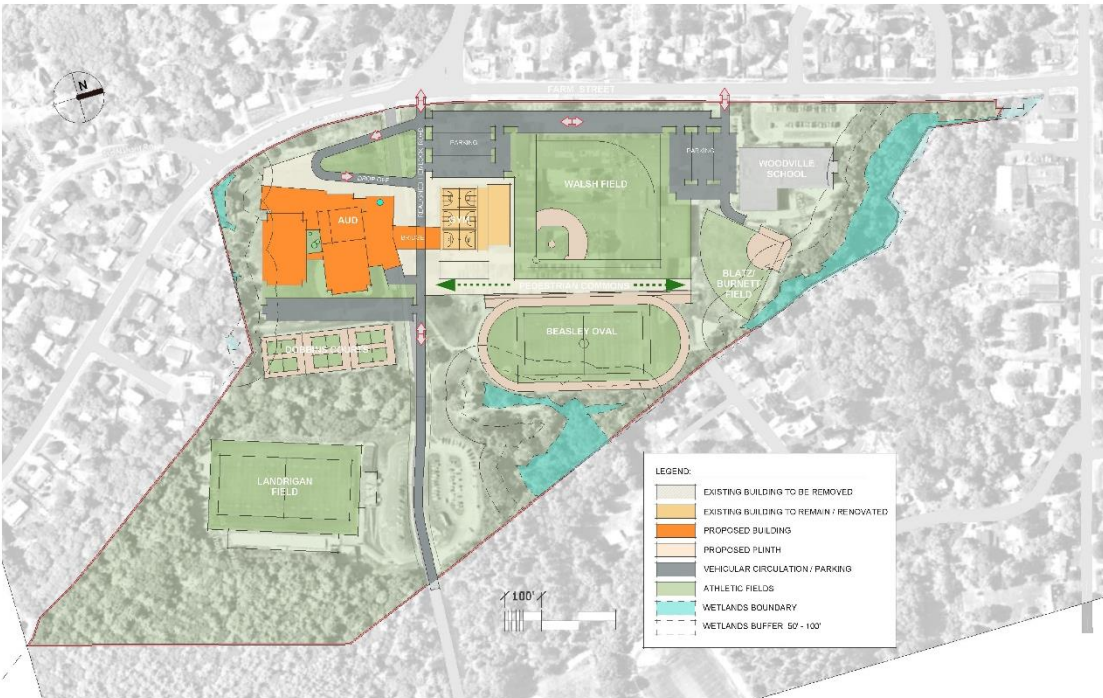 N
FARM STREET
PARKING
PARKING
WOODVILLE
SCHOOL
DROP OFF
WALSH FIELD
AUD
GYM
BRIDGE
BLATZ/
BURNETT
FIELD
PEDESTRIAN COMMONS
BEASLEY OVAL
LANDRIGAN
FIELD
100'
LEGEND:
EXISTING BUILDING TO BE REMOVED
EXISTING BUILDING TO REMAIN / RENOVATED
PROPOSED BUILDING
PROPOSED PLINTH
VEHICULAR CIRCULATION / PARKING
ATHLETIC FIELDS
WETLANDS BOUNDARY
WETLANDS BUFFER 50' - 100'